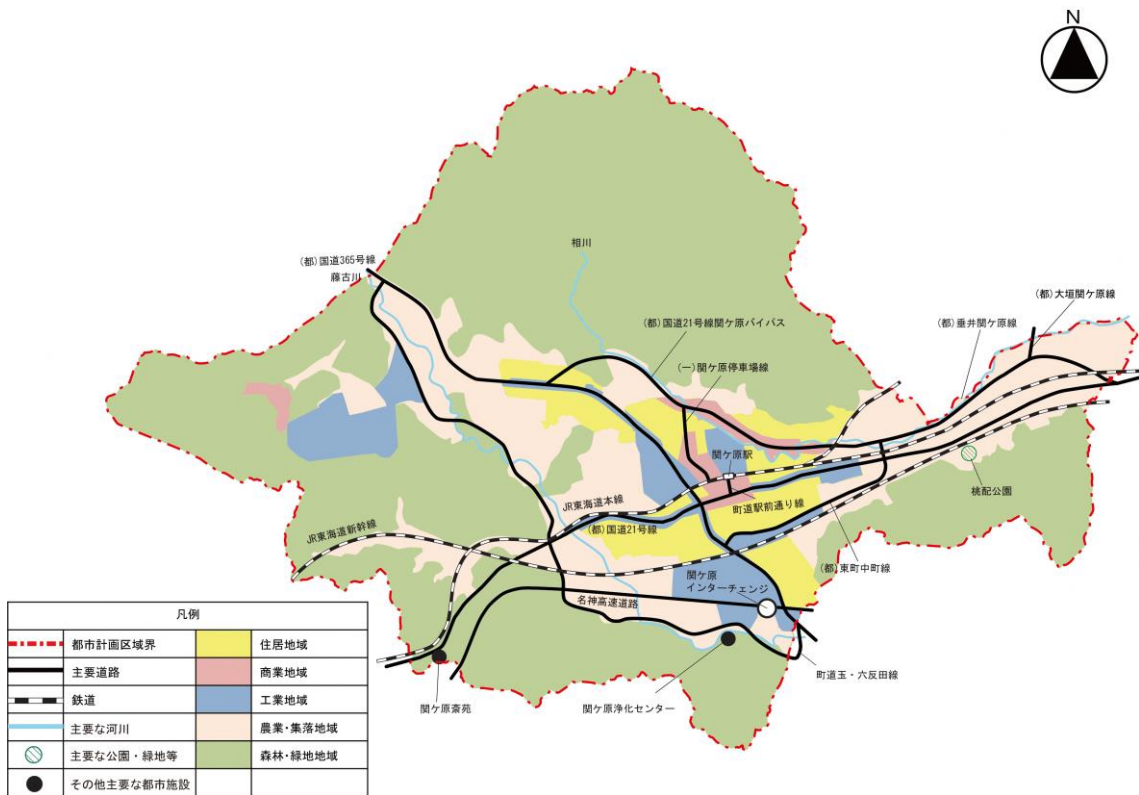 N
相川
(都)国道365号線
藤古川
(都)大垣関ケ原線
(都)国道21号線関ケ原バイパス
(都)垂井関ケ原線
(一)関ケ原停車場線
関ケ原駅
桃配公園
JR東海道本線
町道駅前通り線
JR東海道新幹線
(都)国道21号線
(都)東町中町線
関ケ原
インターチェンジ
名神高速道路
町道玉・六反田線
関ケ原斎苑
関ケ原浄化センター
凡例
都市計画区域界
住居地域
主要道路
商業地域
鉄道
工業地域
主要な河川
農業・集落地域
主要な公園・緑地等
森林・緑地地域
その他主要な都市施設